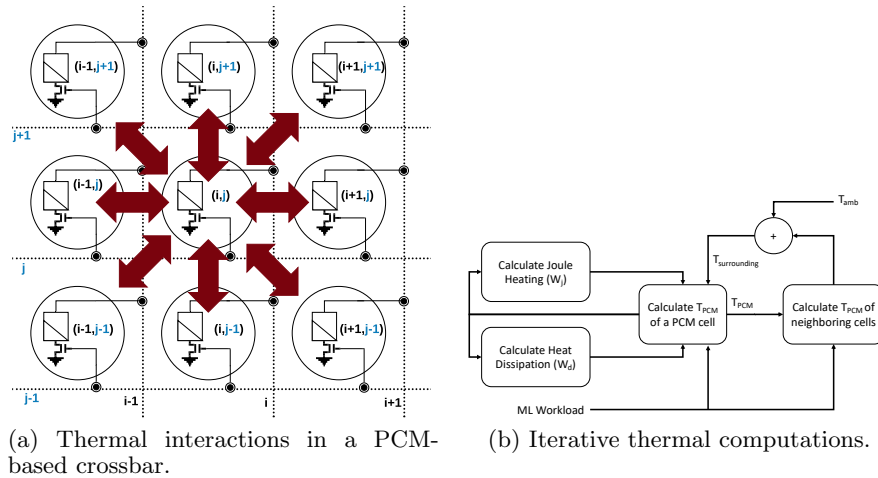 (i-1,j+1)
(i,j+1)
(i+1,j+1)
j+1
(i-1,j)
(i,j)
(i+1,j)
j
(i-1,j-1)
(i,j-1)
(i+1,j-1)
j-1
i-1
i
i+1
(a) Thermal interactions in a PCM-
based crossbar.
T_amb
+
T_surrounding
Calculate Joule
Heating (W_j)
Calculate T_PCM
of a PCM cell
T_PCM
Calculate T_PCM of
neighboring cells
Calculate Heat
Dissipation (W_d)
ML Workload
(b) Iterative thermal computations.